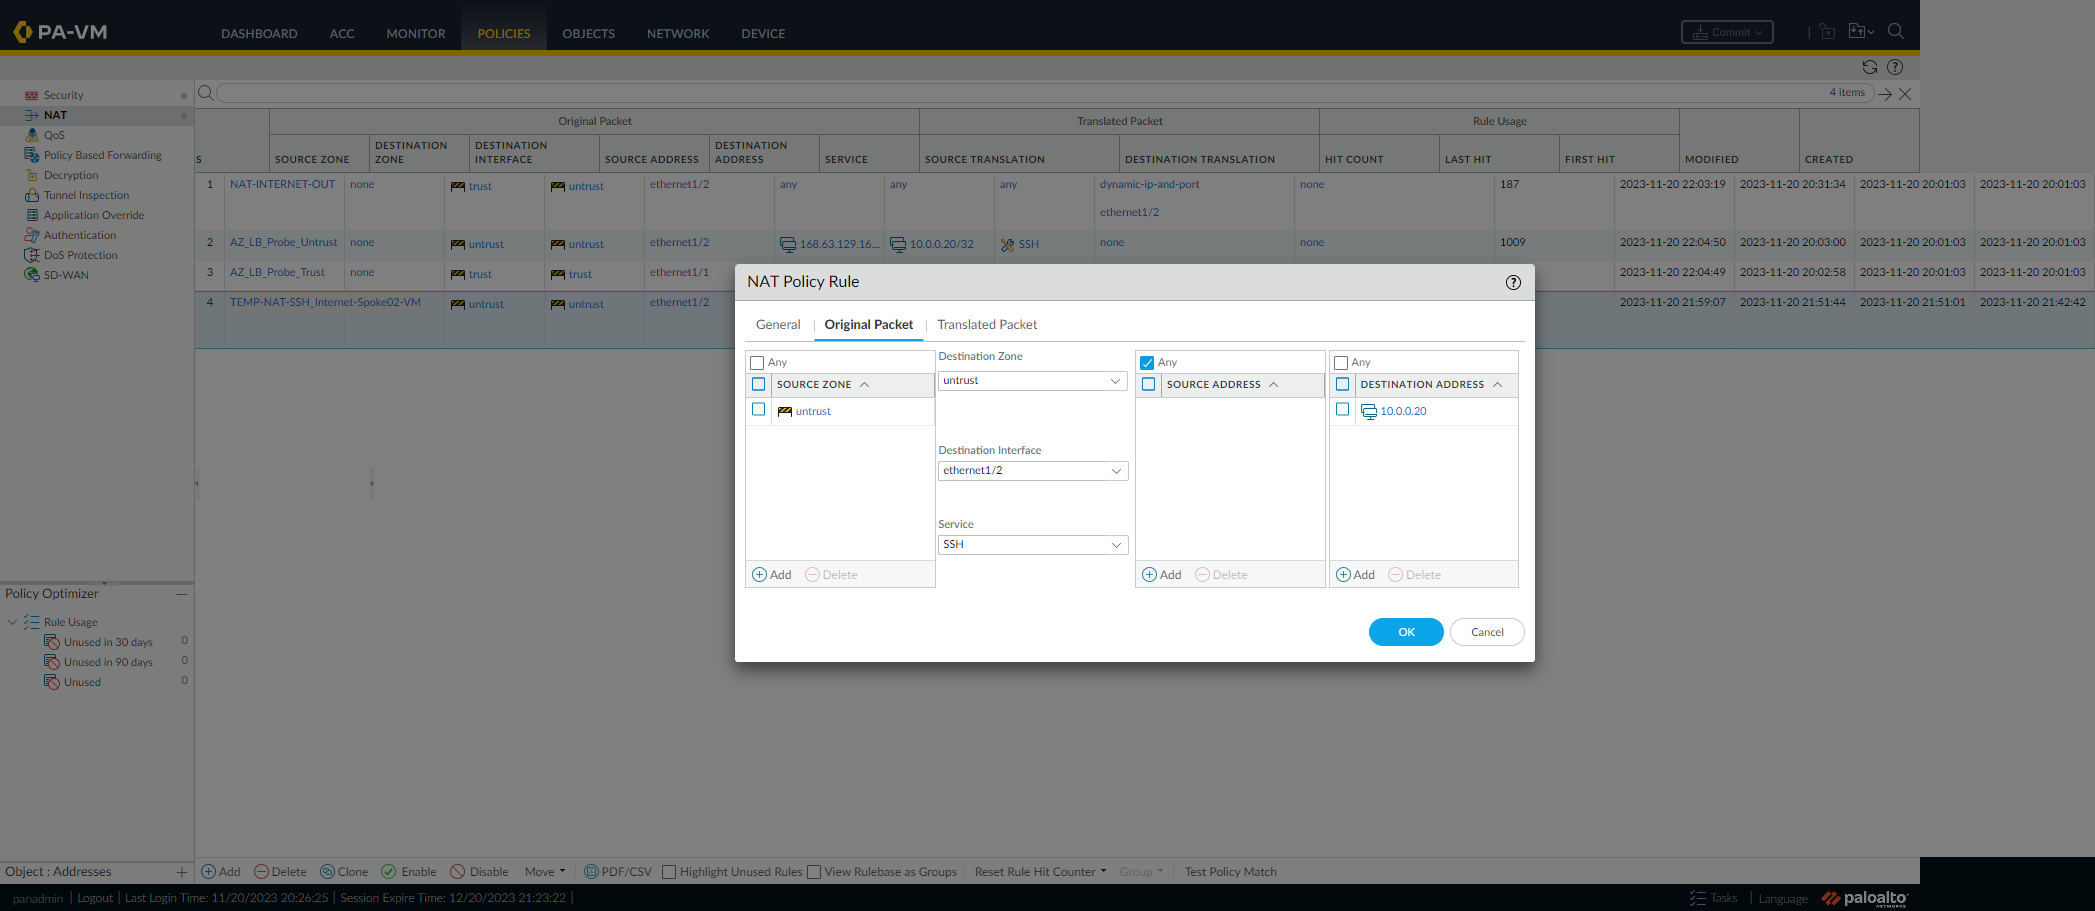 PA-VM
DASHBOARD ACC MONITOR POLICIES OBJECTS NETWORK DEVICE
Commit
Security
NAT
QoS
Policy Based Forwarding
Decryption
Tunnel Inspection
Application Override
Authentication
DoS Protection
SD-WAN
4 items
Original Packet Translated Packet Rule Usage
S SOURCE ZONE DESTINATION ZONE DESTINATION INTERFACE SOURCE ADDRESS DESTINATION ADDRESS SERVICE SOURCE TRANSLATION DESTINATION TRANSLATION HIT COUNT LAST HIT FIRST HIT MODIFIED CREATED
1 NAT-INTERNET-OUT none trust untrust ethernet1/2 any any any dynamic-ip-and-port none 187 2023-11-20 22:03:19 2023-11-20 20:31:34 2023-11-20 20:01:03 2023-11-20 20:01:03
ethernet1/2
2 AZ_LB_Probe_Untrust none untrust untrust ethernet1/2 168.63.129.16... 10.0.0.20/32 SSH none none 1009 2023-11-20 22:04:50 2023-11-20 20:03:00 2023-11-20 20:01:03 2023-11-20 20:01:03
3 AZ_LB_Probe_Trust none trust trust ethernet1/1 2023-11-20 22:04:49 2023-11-20 20:02:58 2023-11-20 20:01:03 2023-11-20 20:01:03
4 TEMP-NAT-SSH_Internet-Spoke02-VM untrust untrust ethernet1/2 2023-11-20 21:59:07 2023-11-20 21:51:44 2023-11-20 21:51:01 2023-11-20 21:42:42
NAT Policy Rule
General Original Packet Translated Packet
Any
SOURCE ZONE
untrust
Add Delete
Destination Zone
untrust
Destination Interface
ethernet1/2
Service
SSH
Any
SOURCE ADDRESS
Add Delete
Any
DESTINATION ADDRESS
10.0.0.20
Add Delete
OK Cancel
Policy Optimizer
Rule Usage
Unused in 30 days 0
Unused in 90 days 0
Unused 0
Object : Addresses
Add Delete Clone Enable Disable Move PDF/CSV Highlight Unused Rules View Rulebase as Groups Reset Rule Hit Counter Group Test Policy Match
panadmin | Logout | Last Login Time: 11/20/2023 20:26:25 | Session Expire Time: 12/20/2023 21:23:22 |
Tasks | Language paloalto NETWORKS